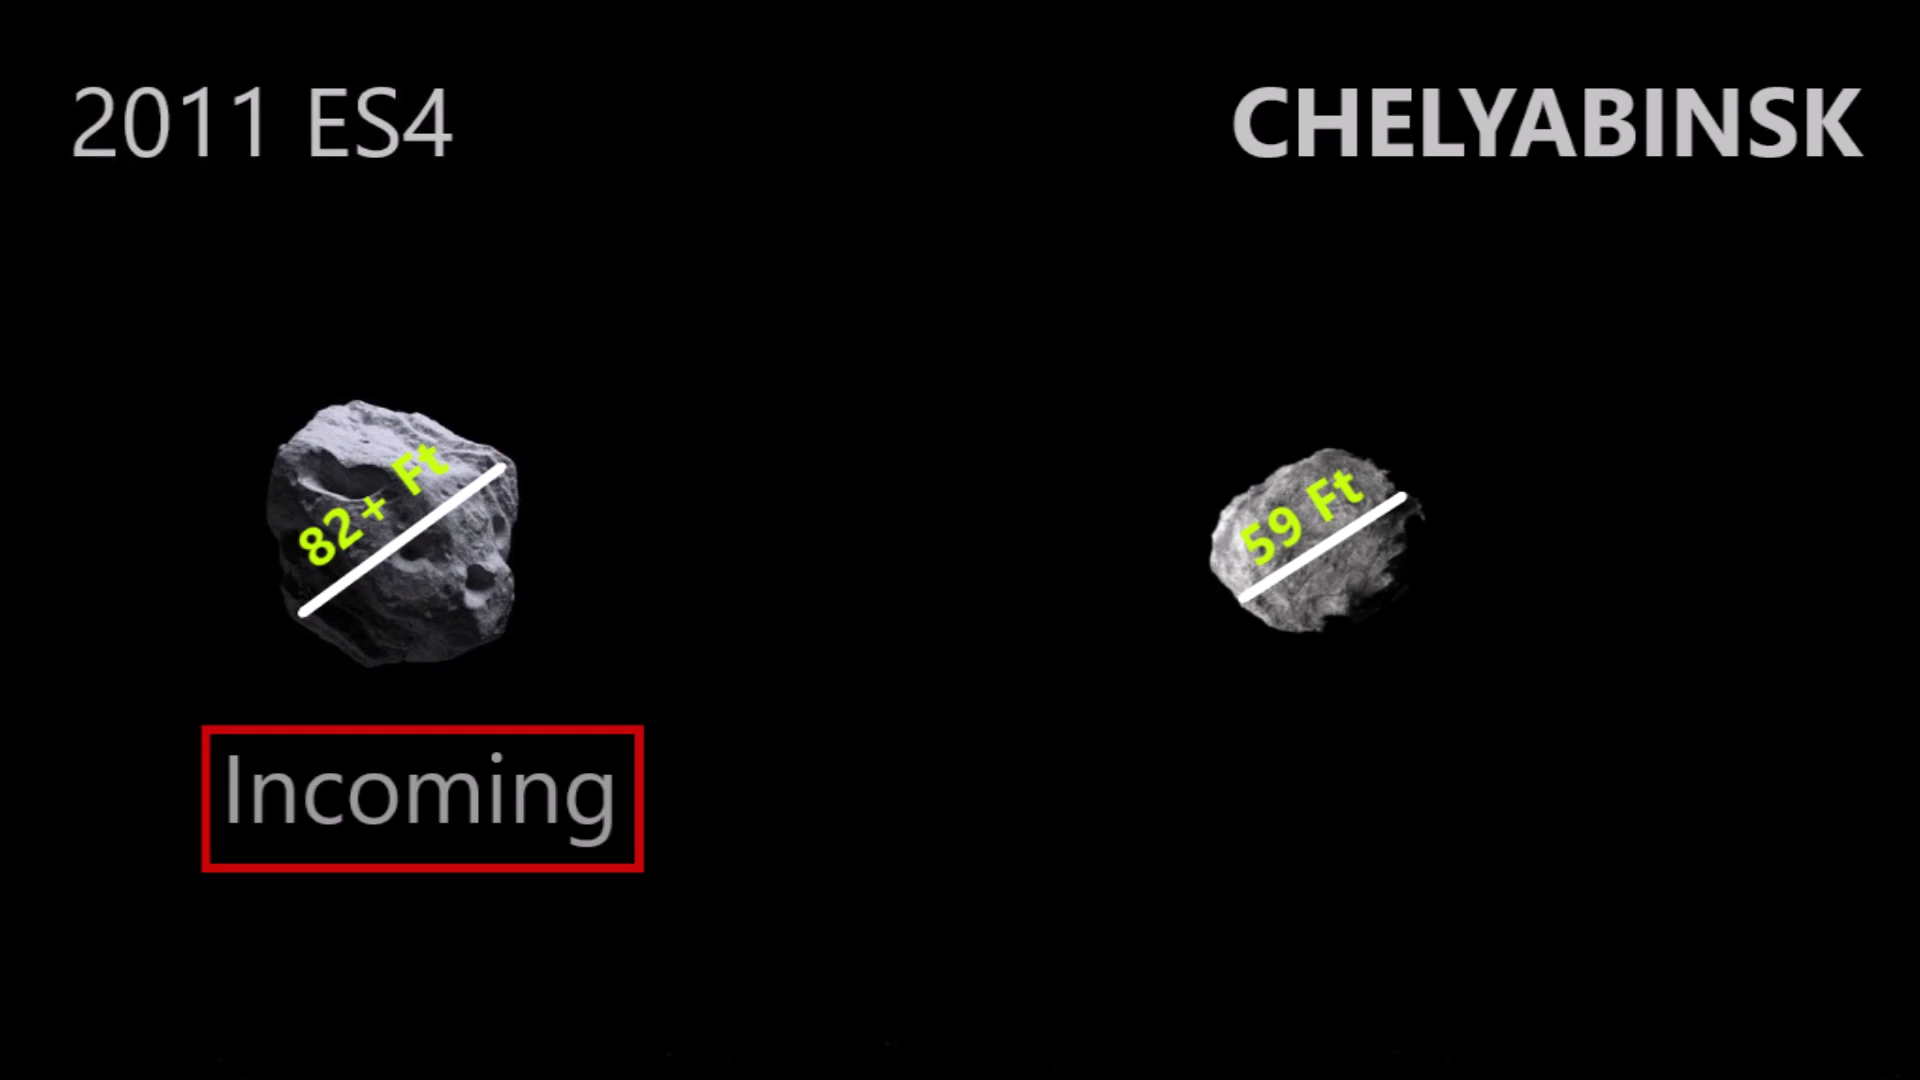 2011 ES4
CHELYABINSK
82+ Ft
59 Ft
Incoming